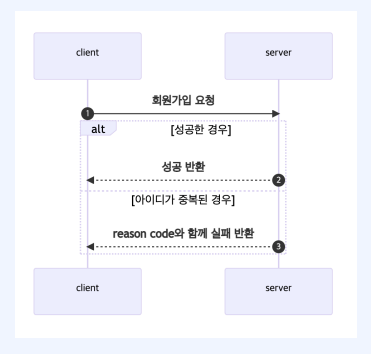 client server
회원가입 요청
1
alt [성공한 경우]
성공 반환
2
[아이디가 중복된 경우]
reason code와 함께 실패 반환
3
client server